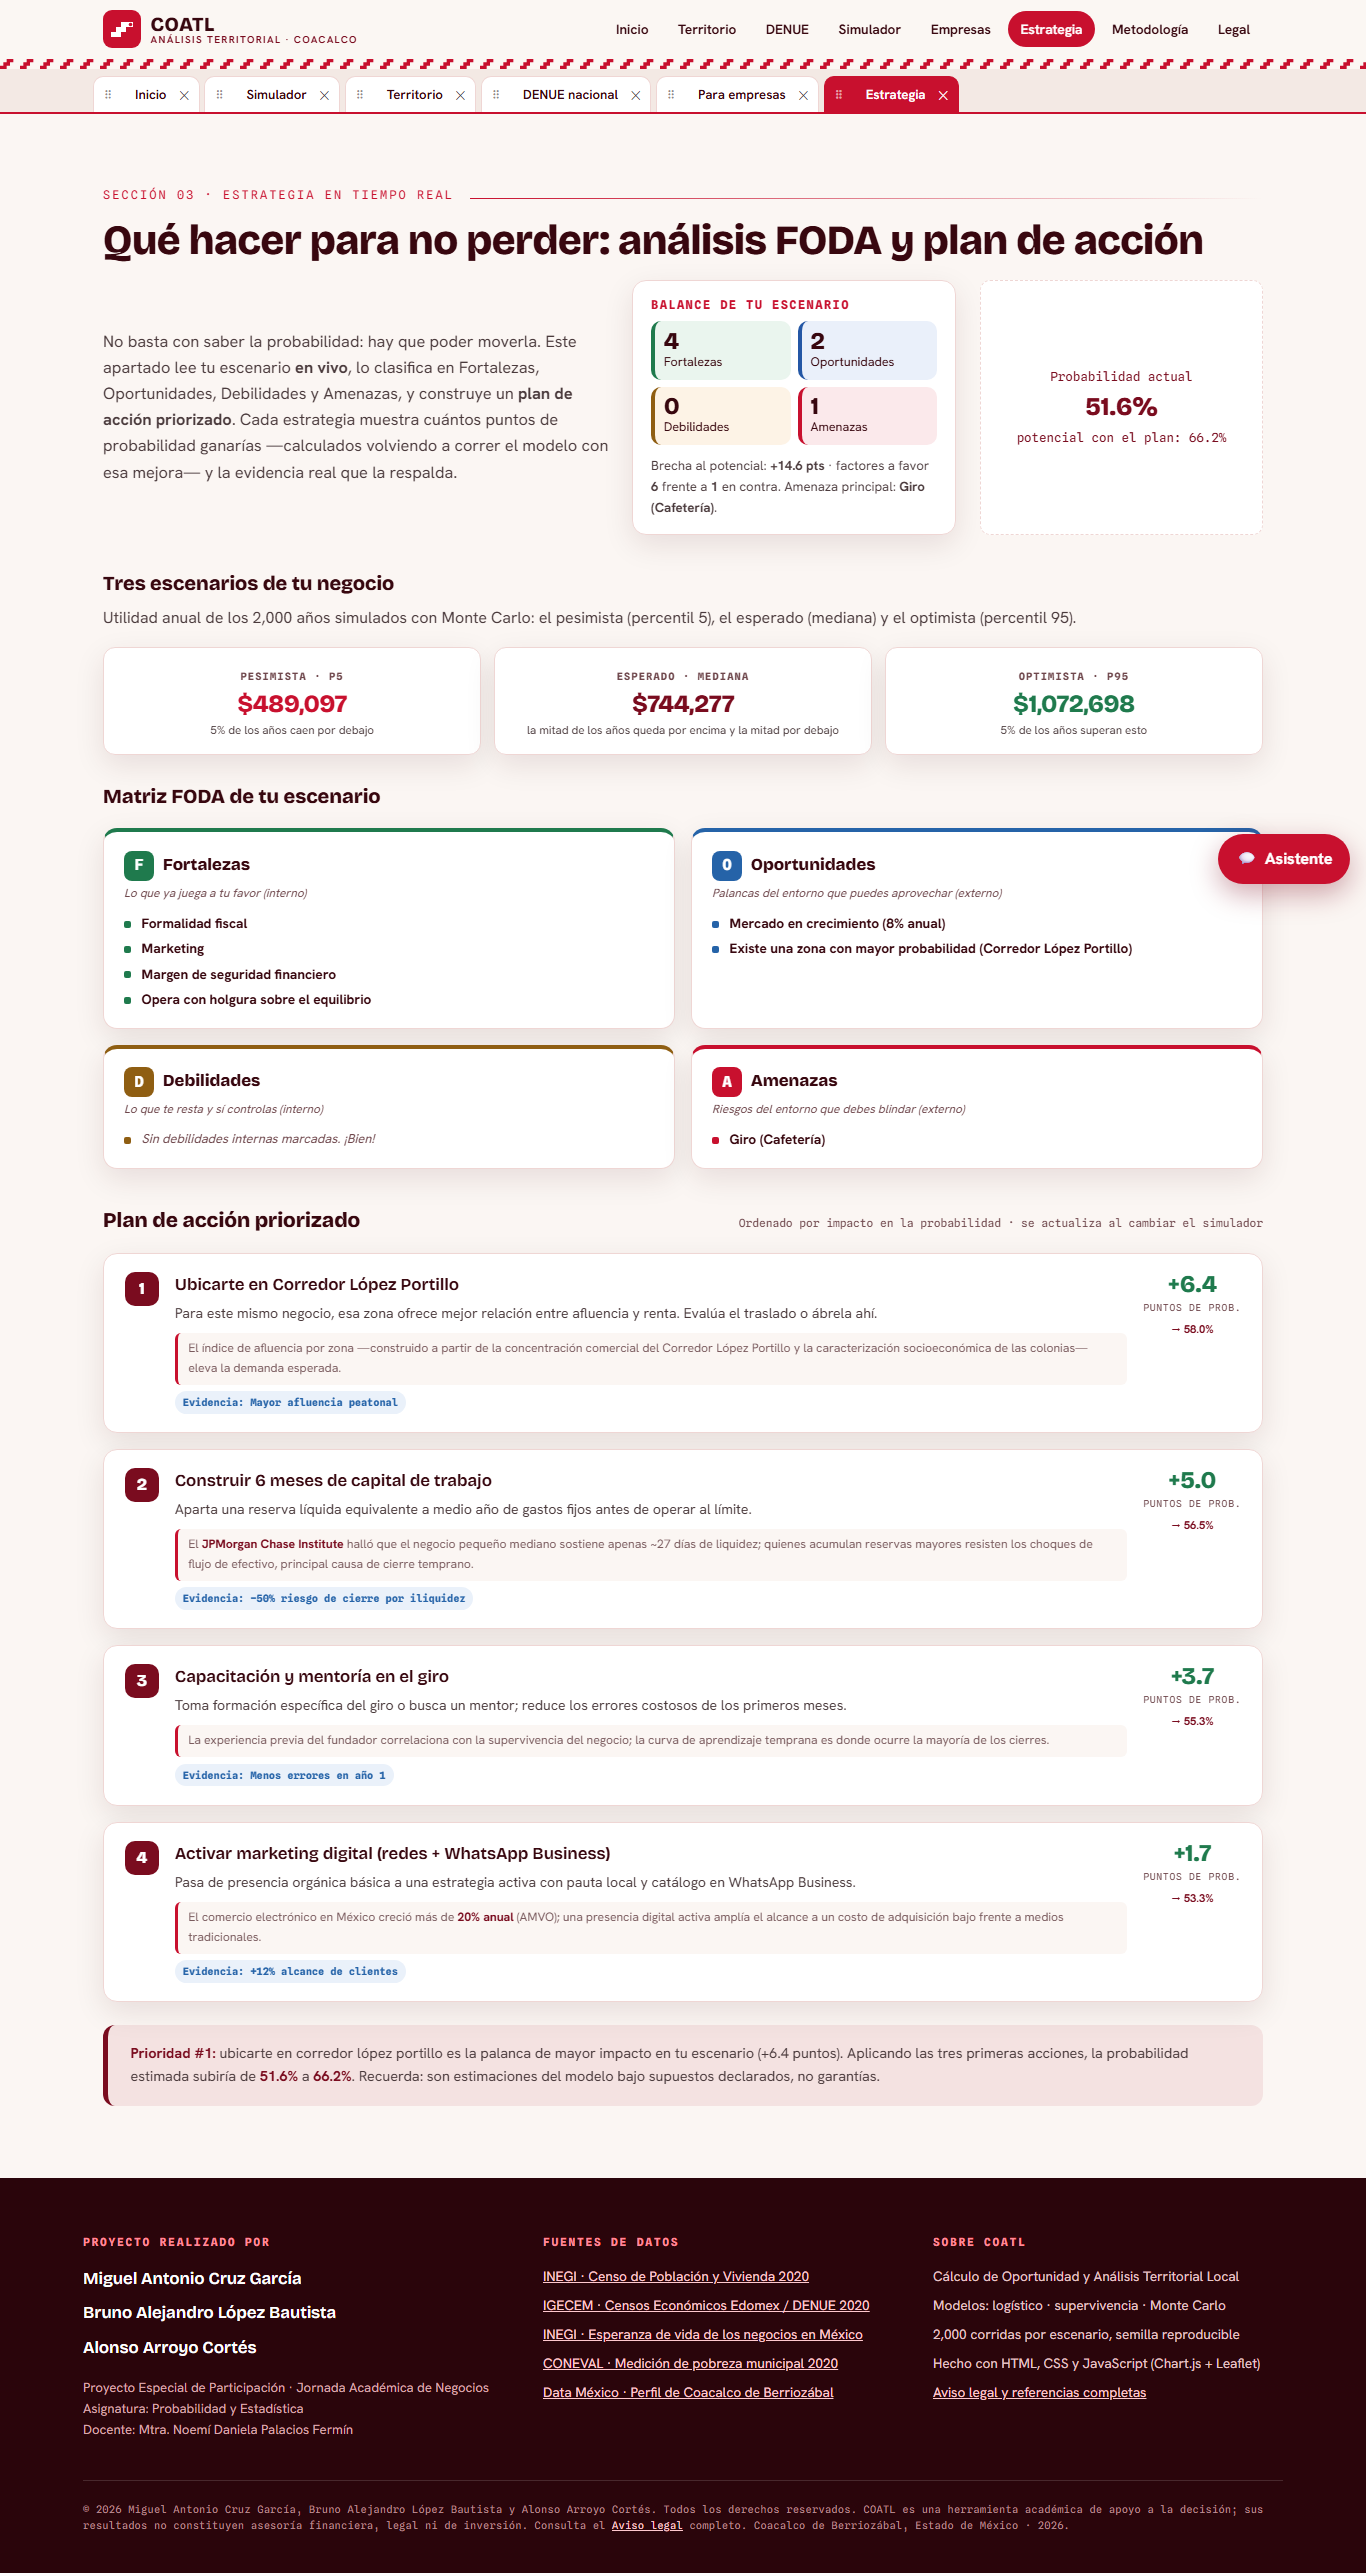 COATL
ANÁLISIS TERRITORIAL · COACALCO
Inicio Territorio DENUE Simulador Empresas Estrategia Metodología Legal
Inicio × Simulador × Territorio × DENUE nacional × Para empresas × Estrategia ×
SECCIÓN 03 · ESTRATEGIA EN TIEMPO REAL
Qué hacer para no perder: análisis FODA y plan de acción
No basta con saber la probabilidad: hay que poder moverla. Este
apartado lee tu escenario en vivo, lo clasifica en Fortalezas,
Oportunidades, Debilidades y Amenazas, y construye un plan de
acción priorizado. Cada estrategia muestra cuántos puntos de
probabilidad ganarías —calculados volviendo a correr el modelo con
esa mejora— y la evidencia real que la respalda.
BALANCE DE TU ESCENARIO
4
Fortalezas
2
Oportunidades
0
Debilidades
1
Amenazas
Brecha al potencial: +14.6 pts · factores a favor
6 frente a 1 en contra. Amenaza principal: Giro
(Cafetería).
Probabilidad actual
51.6%
potencial con el plan: 66.2%
Tres escenarios de tu negocio
Utilidad anual de los 2,000 años simulados con Monte Carlo: el pesimista (percentil 5), el esperado (mediana) y el optimista (percentil 95).
PESIMISTA · P5
$489,097
5% de los años caen por debajo
ESPERADO · MEDIANA
$744,277
la mitad de los años queda por encima y la mitad por debajo
OPTIMISTA · P95
$1,072,698
5% de los años superan esto
Matriz FODA de tu escenario
F Fortalezas
Lo que ya juega a tu favor (interno)
Formalidad fiscal
Marketing
Margen de seguridad financiero
Opera con holgura sobre el equilibrio
O Oportunidades
Palancas del entorno que puedes aprovechar (externo)
Mercado en crecimiento (8% anual)
Existe una zona con mayor probabilidad (Corredor López Portillo)
Asistente
D Debilidades
Lo que te resta y sí controlas (interno)
Sin debilidades internas marcadas. ¡Bien!
A Amenazas
Riesgos del entorno que debes blindar (externo)
Giro (Cafetería)
Plan de acción priorizado
Ordenado por impacto en la probabilidad · se actualiza al cambiar el simulador
1 Ubicarte en Corredor López Portillo
Para este mismo negocio, esa zona ofrece mejor relación entre afluencia y renta. Evalúa el traslado o ábrela ahí.
El índice de afluencia por zona —construido a partir de la concentración comercial del Corredor López Portillo y la caracterización socioeconómica de las colonias—
eleva la demanda esperada.
Evidencia: Mayor afluencia peatonal
+6.4
PUNTOS DE PROB.
→ 58.0%
2 Construir 6 meses de capital de trabajo
Aparta una reserva líquida equivalente a medio año de gastos fijos antes de operar al límite.
El JPMorgan Chase Institute halló que el negocio pequeño mediano sostiene apenas ~27 días de liquidez; quienes acumulan reservas mayores resisten los choques de
flujo de efectivo, principal causa de cierre temprano.
Evidencia: −50% riesgo de cierre por iliquidez
+5.0
PUNTOS DE PROB.
→ 56.5%
3 Capacitación y mentoría en el giro
Toma formación específica del giro o busca un mentor; reduce los errores costosos de los primeros meses.
La experiencia previa del fundador correlaciona con la supervivencia del negocio; la curva de aprendizaje temprana es donde ocurre la mayoría de los cierres.
Evidencia: Menos errores en año 1
+3.7
PUNTOS DE PROB.
→ 55.3%
4 Activar marketing digital (redes + WhatsApp Business)
Pasa de presencia orgánica básica a una estrategia activa con pauta local y catálogo en WhatsApp Business.
El comercio electrónico en México creció más de 20% anual (AMVO); una presencia digital activa amplía el alcance a un costo de adquisición bajo frente a medios
tradicionales.
Evidencia: +12% alcance de clientes
+1.7
PUNTOS DE PROB.
→ 53.3%
Prioridad #1: ubicarte en corredor lópez portillo es la palanca de mayor impacto en tu escenario (+6.4 puntos). Aplicando las tres primeras acciones, la probabilidad
estimada subiría de 51.6% a 66.2%. Recuerda: son estimaciones del modelo bajo supuestos declarados, no garantías.
PROYECTO REALIZADO POR
Miguel Antonio Cruz García
Bruno Alejandro López Bautista
Alonso Arroyo Cortés
Proyecto Especial de Participación · Jornada Académica de Negocios
Asignatura: Probabilidad y Estadística
Docente: Mtra. Noemí Daniela Palacios Fermín
FUENTES DE DATOS
INEGI · Censo de Población y Vivienda 2020
IGECEM · Censos Económicos Edomex / DENUE 2020
INEGI · Esperanza de vida de los negocios en México
CONEVAL · Medición de pobreza municipal 2020
Data México · Perfil de Coacalco de Berriozábal
SOBRE COATL
Cálculo de Oportunidad y Análisis Territorial Local
Modelos: logístico · supervivencia · Monte Carlo
2,000 corridas por escenario, semilla reproducible
Hecho con HTML, CSS y JavaScript (Chart.js + Leaflet)
Aviso legal y referencias completas
© 2026 Miguel Antonio Cruz García, Bruno Alejandro López Bautista y Alonso Arroyo Cortés. Todos los derechos reservados. COATL es una herramienta académica de apoyo a la decisión; sus
resultados no constituyen asesoría financiera, legal ni de inversión. Consulta el Aviso legal completo. Coacalco de Berriozábal, Estado de México · 2026.